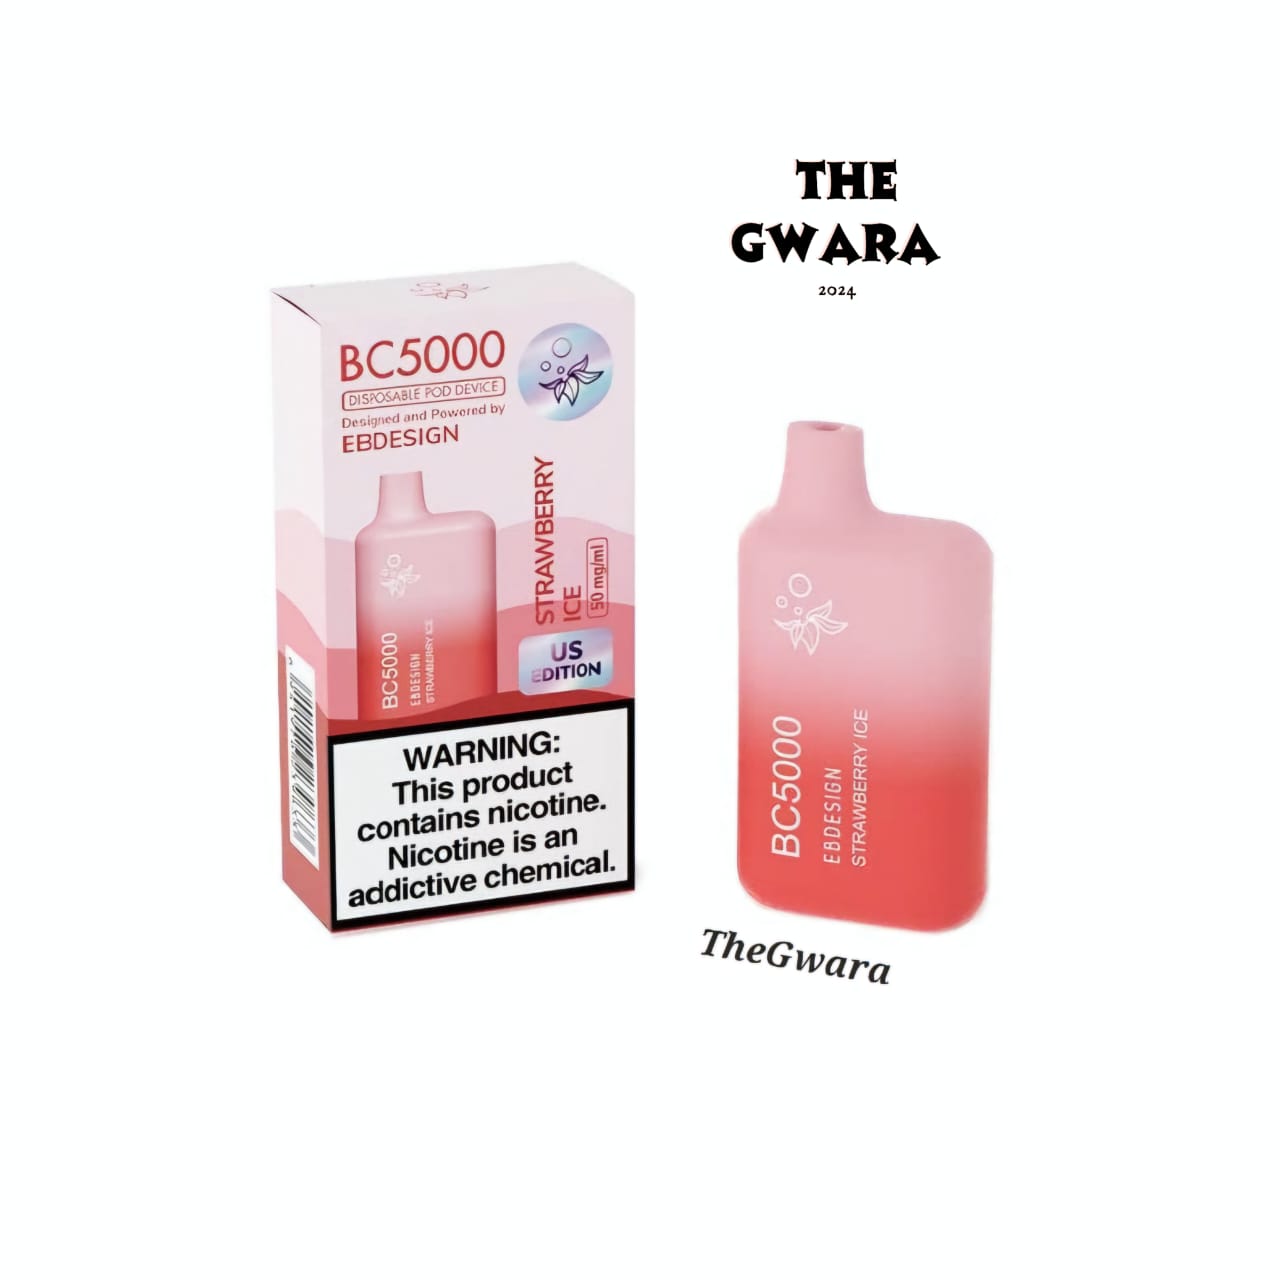 THE
GWARA
2024
BC5000
DISPOSABLE POD DEVICE
Designed and Powered by
EBDESIGN
STRAWBERRY
ICE
50 mg/ml
US
EDITION
BC5000
EBDESIGN
STRAWBERRY ICE
WARNING:
This product
contains nicotine.
Nicotine is an
addictive chemical.
BC5000
EBDESIGN
STRAWBERRY ICE
TheGwara